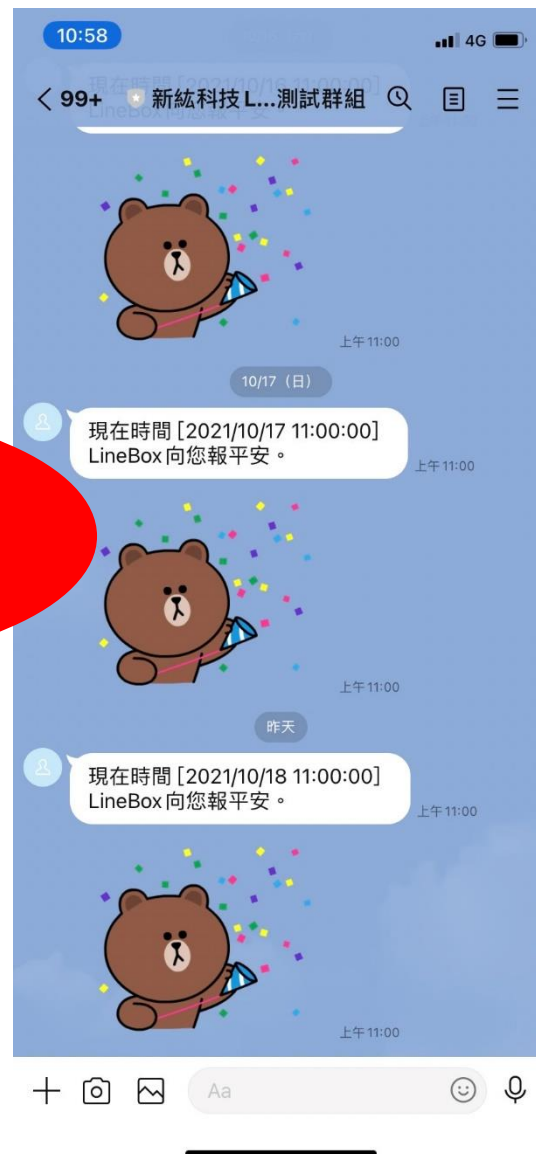 10:58
4G
99+
新紘科技L...測試群組
現在時間 [2021/10/16 11:00:00]
LineBox向您報平安
上午11:00
10/17（日）
現在時間 [2021/10/17 11:00:00]
LineBox向您報平安。
上午11:00
上午11:00
昨天
現在時間 [2021/10/18 11:00:00]
LineBox向您報平安。
上午11:00
上午11:00
Aa